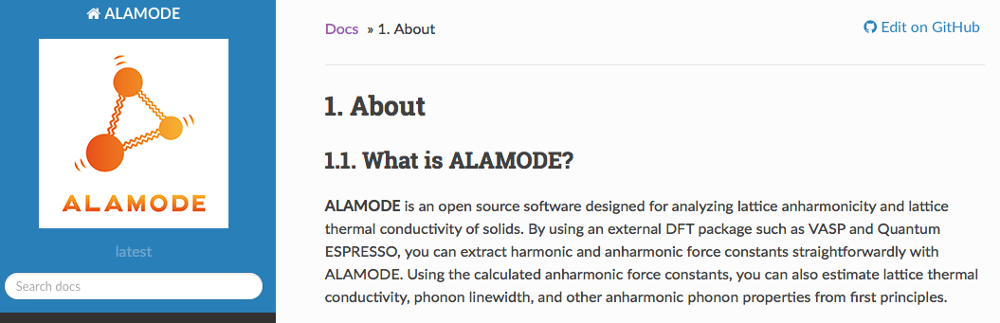 ALAMODE
ALAMODE
latest
Search docs
Docs » 1. About
Edit on GitHub
1. About
1.1. What is ALAMODE?
ALAMODE is an open source software designed for analyzing lattice anharmonicity and lattice
thermal conductivity of solids. By using an external DFT package such as VASP and Quantum
ESPRESSO, you can extract harmonic and anharmonic force constants straightforwardly with
ALAMODE. Using the calculated anharmonic force constants, you can also estimate lattice thermal
conductivity, phonon linewidth, and other anharmonic phonon properties from first principles.